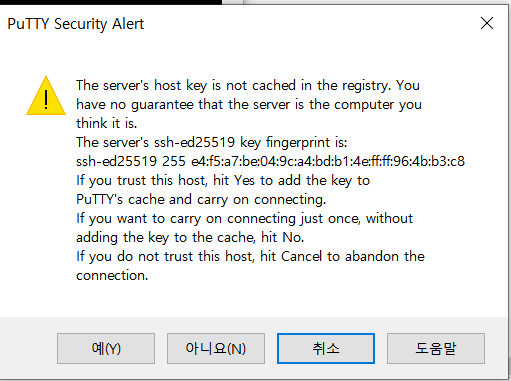 PuTTY Security Alert
The server's host key is not cached in the registry. You
have no guarantee that the server is the computer you
think it is.
The server's ssh-ed25519 key fingerprint is:
ssh-ed25519 255 e4:f5:a7:be:04:9c:a4:bd:b1:4e:ff:ff:96:4b:b3:c8
If you trust this host, hit Yes to add the key to
PuTTY's cache and carry on connecting.
If you want to carry on connecting just once, without
adding the key to the cache, hit No.
If you do not trust this host, hit Cancel to abandon the
connection.
예(Y) 아니요(N) 취소 도움말